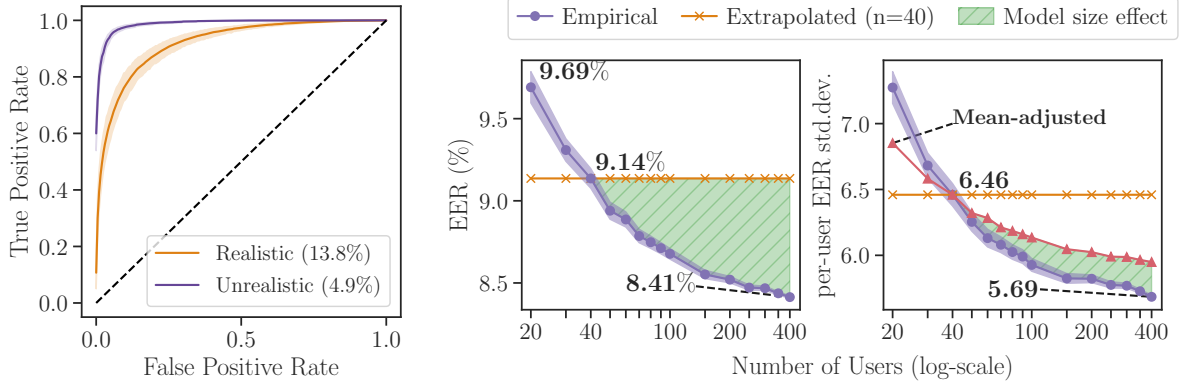 1.0
0.8
0.6
0.4
0.2
0.0
True Positive Rate
Realistic (13.8%)
Unrealistic (4.9%)
0.0
0.5
1.0
False Positive Rate
Empirical
Extrapolated (n=40)
Model size effect
9.5
9.0
8.5
EER (%)
9.69%
9.14%
8.41%
20
40
100
200
400
7.0
6.5
6.0
per-user EER std.dev.
Mean-adjusted
6.46
5.69
20
40
100
200
400
Number of Users (log-scale)